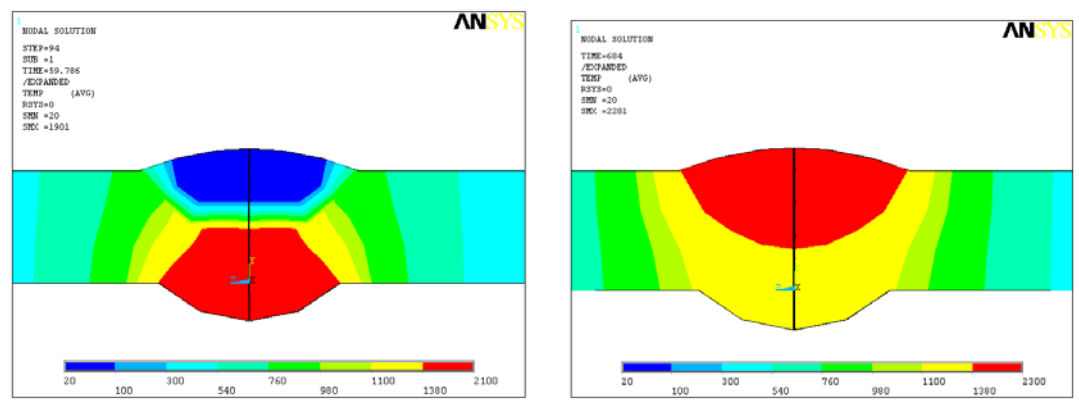 1
NODAL SOLUTION
ANSYS
STEP=94
SUB =1
TIME=59.786
/EXPANDED
TEMP (AVG)
RSYS=0
SMN =20
SMX =1901
Y
Z X
20 300 760 1100 2100
100 540 980 1380
1
NODAL SOLUTION
ANSYS
TIME=604
/EXPANDED
TEMP (AVG)
RSYS=0
SMN =20
SMX =2281
Z X
20 300 760 1100 2300
100 540 980 1380